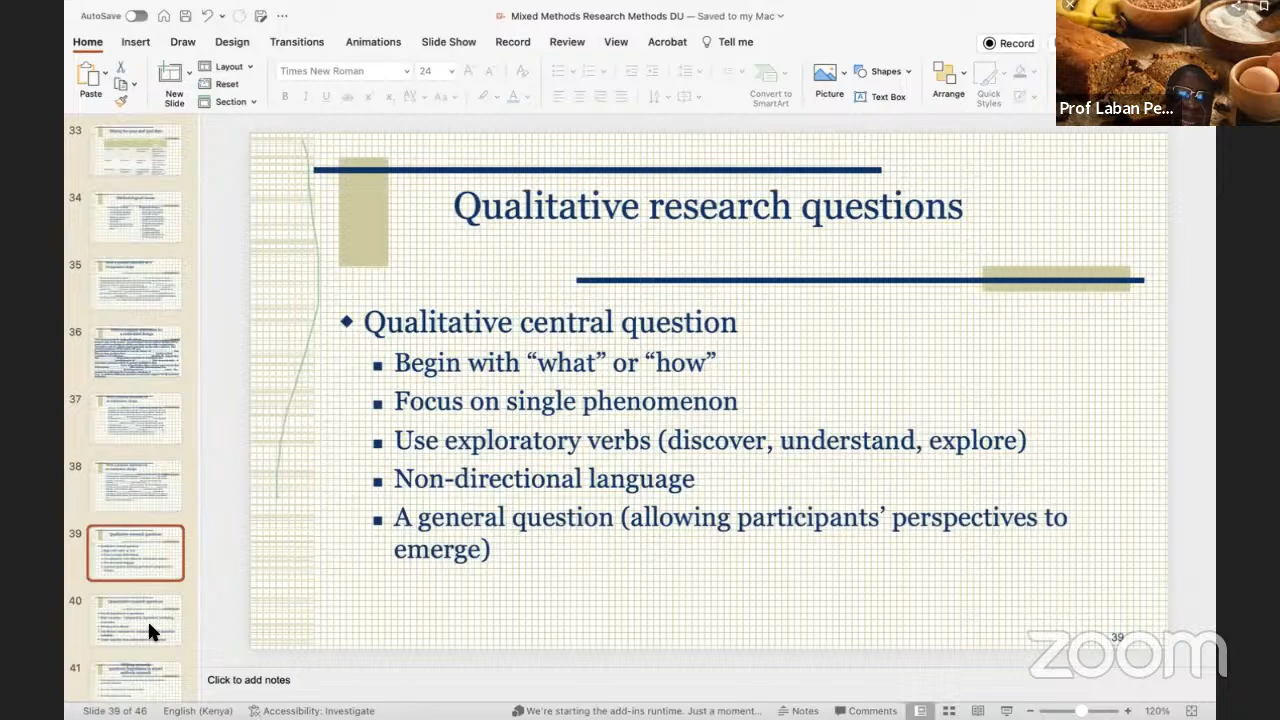 AutoSave
Mixed Methods Research Methods DU — Saved to my Mac
Home Insert Draw Design Transitions Animations Slide Show Record Review View Acrobat Tell me
Record
Paste
New Slide
Layout
Reset
Section
Times New Roman 24
B I U
Convert to SmartArt
Picture
Shapes
Text Box
Arrange
Quick Styles
Prof Laban Pe...
33
34
35
36
37
38
39
40
41
Qualitative research questions
Qualitative central question
Begin with “what” or “how”
Focus on single phenomenon
Use exploratory verbs (discover, understand, explore)
Non-directional language
A general question (allowing participants’ perspectives to
emerge)
39
zoom
Click to add notes
Slide 39 of 46 English (Kenya) Accessibility: Investigate We're starting the add-ins runtime. Just a moment... Notes Comments 120%